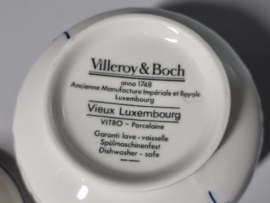 Villeroy & Boch
anno 1748
Ancienne Manufacture Impériale et Royale
Luxembourg
Vieux Luxembourg
VITRO - Porcelaine
Garanti lave - vaisselle
Spülmaschinenfest
Dishwasher - safe